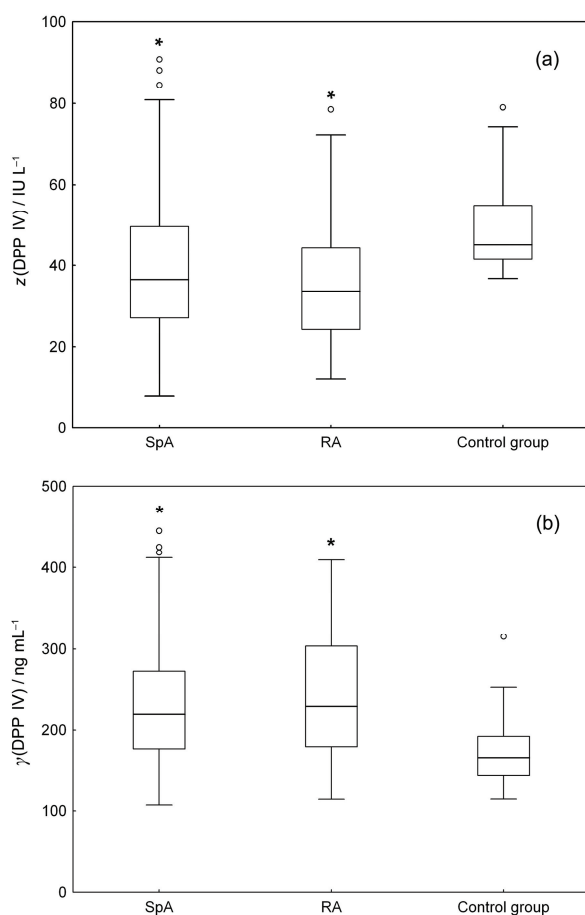 100
80
60
40
20
0
z(DPP IV) / IU L⁻¹
(a)
*
*
SpA
RA
Control group
500
400
300
200
100
0
γ(DPP IV) / ng mL⁻¹
(b)
*
*
SpA
RA
Control group